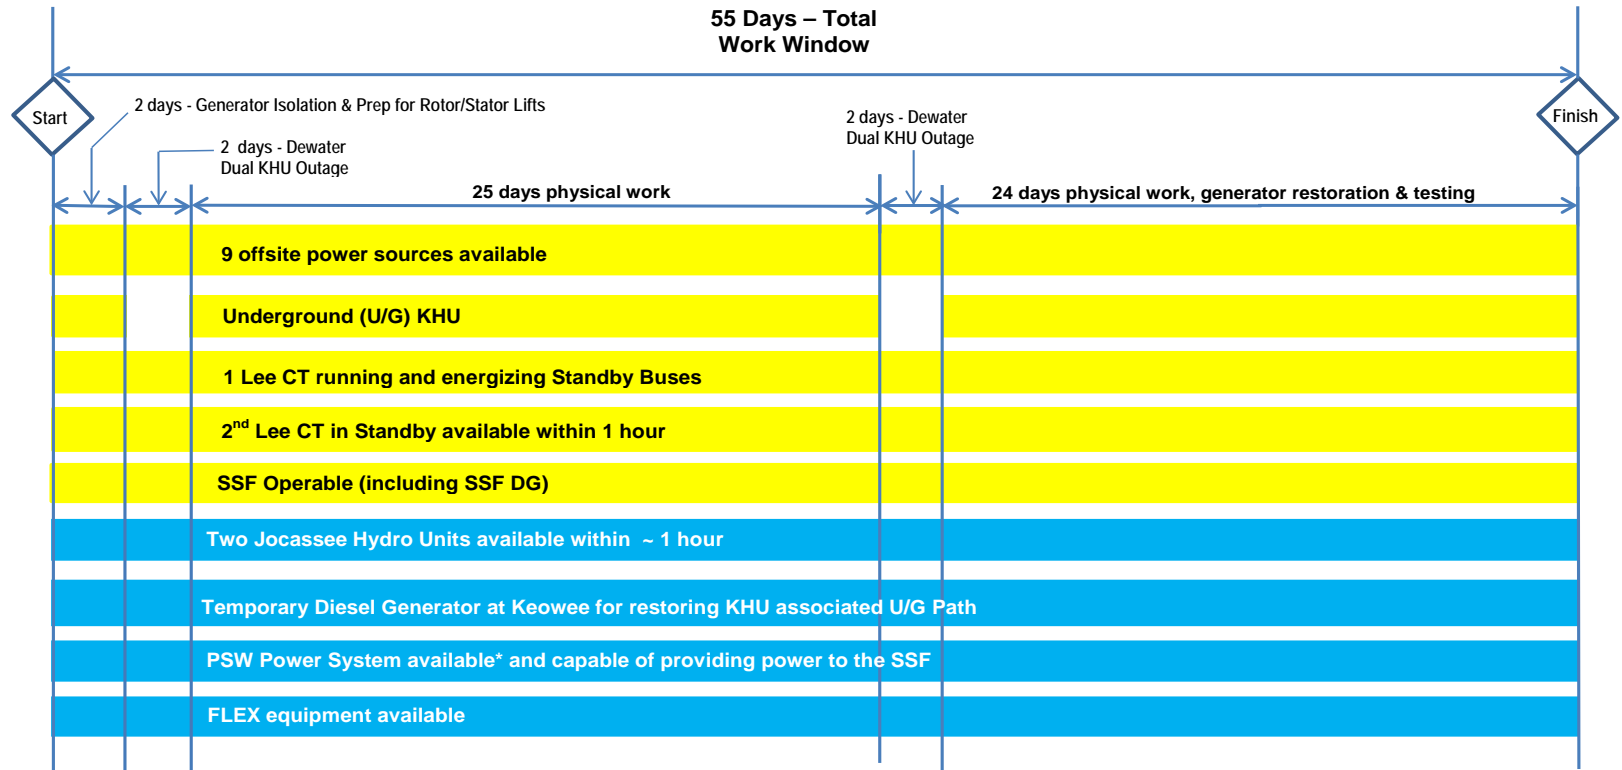 55 Days – Total
Work Window
Start
2 days - Generator Isolation & Prep for Rotor/Stator Lifts
2 days - Dewater
Dual KHU Outage
2 days - Dewater
Dual KHU Outage
Finish
25 days physical work
24 days physical work, generator restoration & testing
9 offsite power sources available
Underground (U/G) KHU
1 Lee CT running and energizing Standby Buses
2nd Lee CT in Standby available within 1 hour
SSF Operable (including SSF DG)
Two Jocassee Hydro Units available within ~ 1 hour
Temporary Diesel Generator at Keowee for restoring KHU associated U/G Path
PSW Power System available* and capable of providing power to the SSF
FLEX equipment available